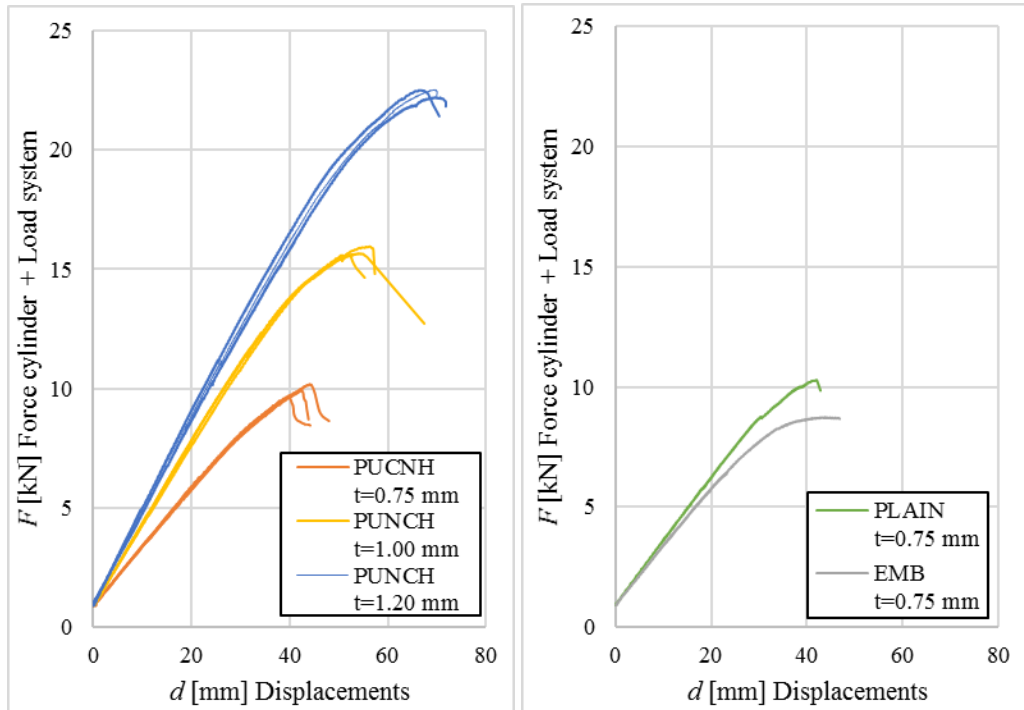 25
20
15
10
5
0
F [kN] Force cylinder + Load system
0 20 40 60 80
d [mm] Displacements
PUCNH
t=0.75 mm
PUNCH
t=1.00 mm
PUNCH
t=1.20 mm
25
20
15
10
5
0
F [kN] Force cylinder + Load system
0 20 40 60 80
d [mm] Displacements
PLAIN
t=0.75 mm
EMB
t=0.75 mm